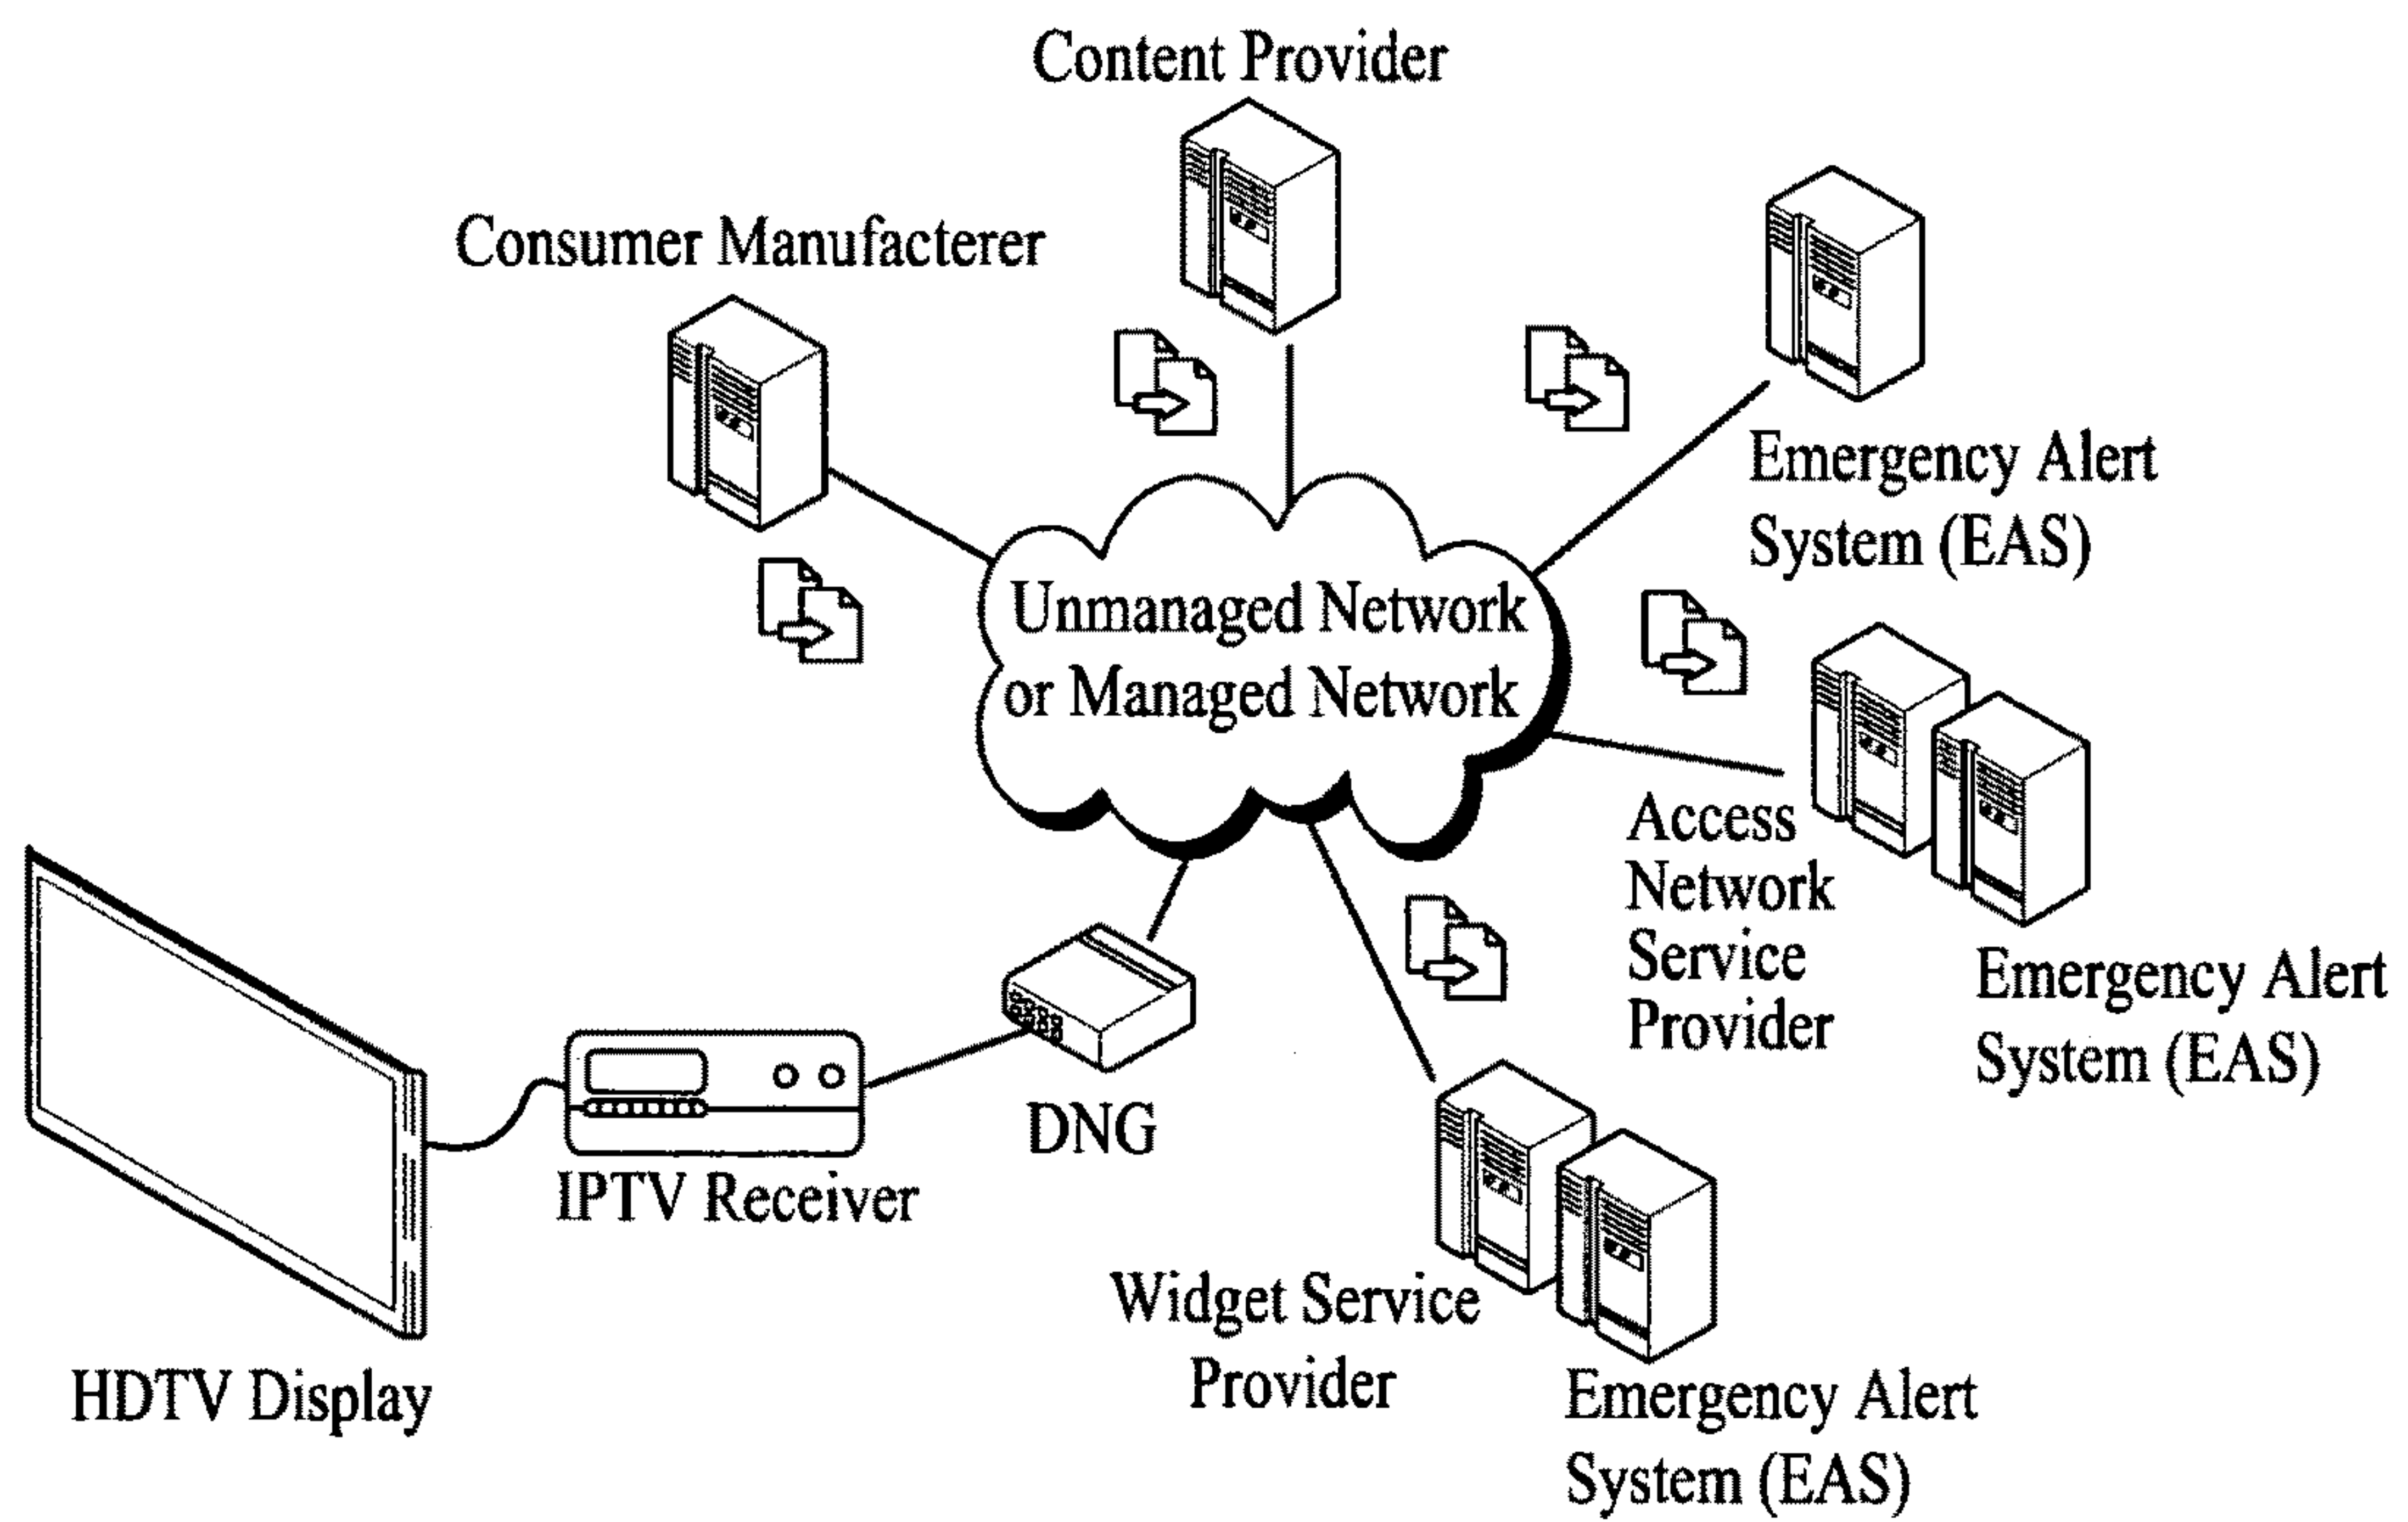 Content Provider
Consumer Manufacterer
Emergency Alert
System (EAS)
Unmanaged Network
or Managed Network
Access
Network
Service
Provider
Emergency Alert
System (EAS)
DNG
IPTV Receiver
Widget Service
Provider
HDTV Display
Emergency Alert
System (EAS)